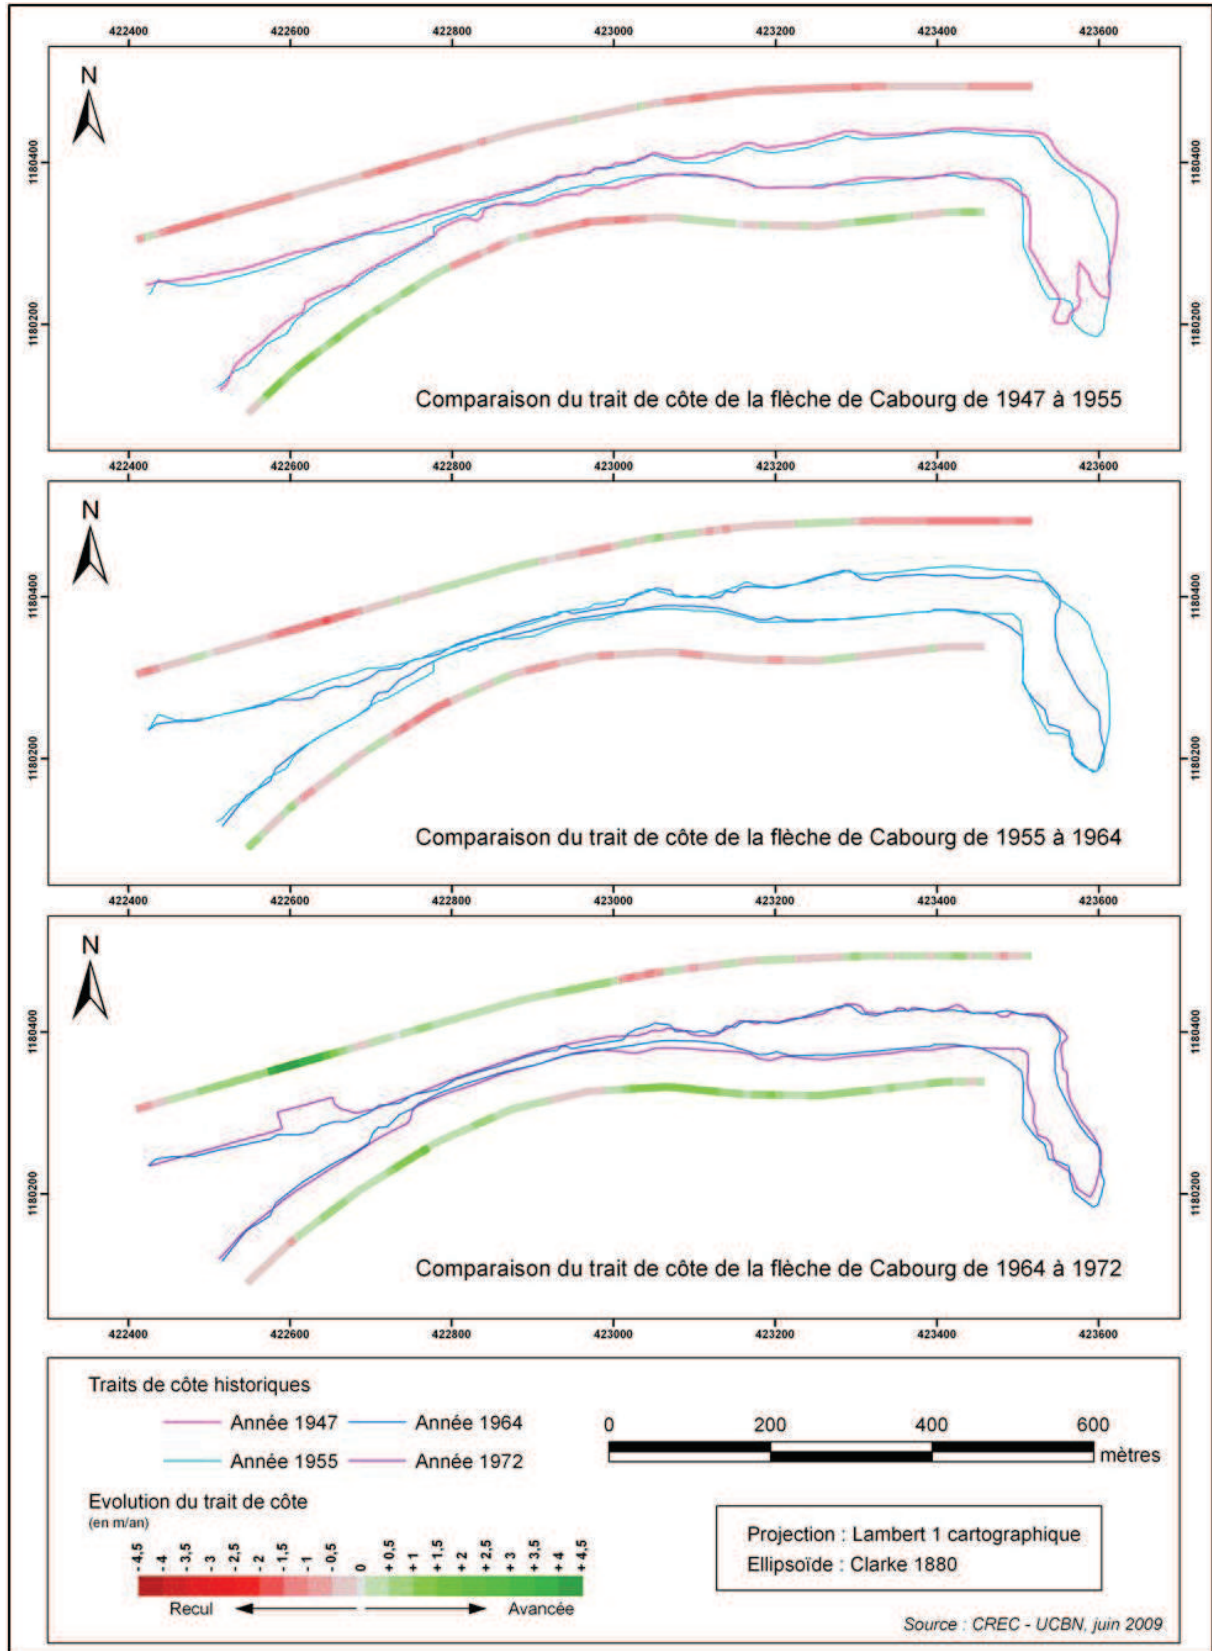 422400 422600 422800 423000 423200 423400 423600
N
1180400 1180400
1180200 1180200
Comparaison du trait de côte de la flèche de Cabourg de 1947 à 1955
422400 422600 422800 423000 423200 423400 423600
N
1180400 1180400
1180200 1180200
Comparaison du trait de côte de la flèche de Cabourg de 1955 à 1964
422400 422600 422800 423000 423200 423400 423600
N
1180400 1180400
1180200 1180200
Comparaison du trait de côte de la flèche de Cabourg de 1964 à 1972
422400 422600 422800 423000 423200 423400 423600
Traits de côte historiques
Année 1947 Année 1964
Année 1955 Année 1972
0 200 400 600
mètres
Evolution du trait de côte
(en m/an)
- 4,5 - 4 - 3,5 - 3 - 2,5 - 2 - 1,5 - 1 - 0,5 0 + 0,5 + 1 + 1,5 + 2 + 2,5 + 3 + 3,5 + 4 + 4,5
Recul Avancée
Projection : Lambert 1 cartographique
Ellipsoïde : Clarke 1880
Source : CREC - UCBN, juin 2009